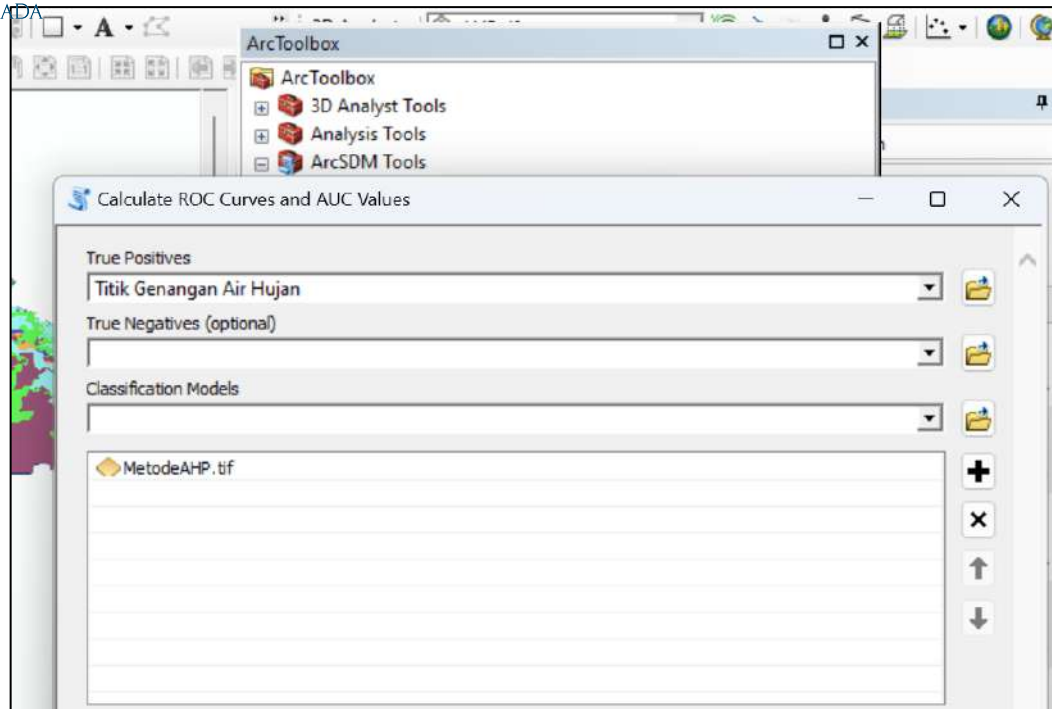 ADA
A
ArcToolbox
ArcToolbox
3D Analyst Tools
Analysis Tools
ArcSDM Tools
Calculate ROC Curves and AUC Values
True Positives
Titik Genangan Air Hujan
True Negatives (optional)
Classification Models
MetodeAHP.tif